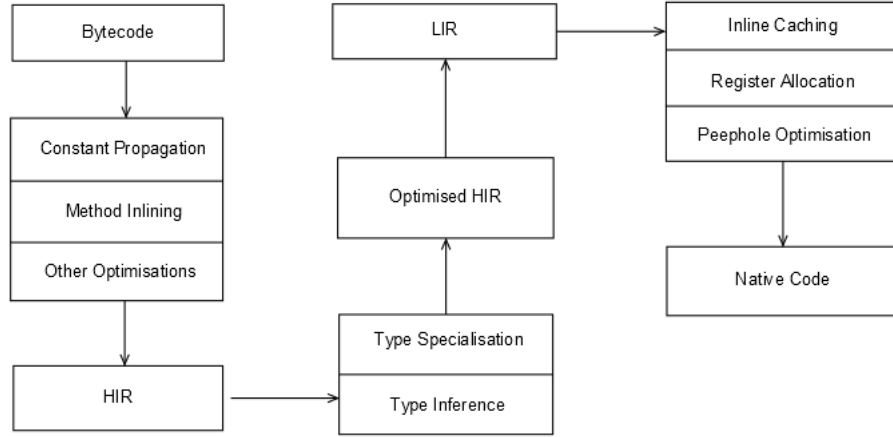 Bytecode
Constant Propagation
Method Inlining
Other Optimisations
HIR
Type Specialisation
Type Inference
Optimised HIR
LIR
Inline Caching
Register Allocation
Peephole Optimisation
Native Code